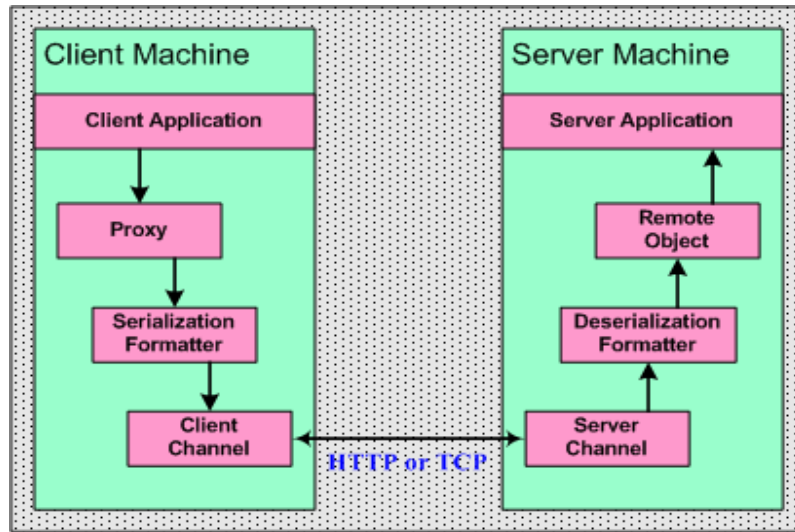 Client Machine
Client Application
Proxy
Serialization
Formatter
Client
Channel
HTTP or TCP
Server Machine
Server Application
Remote
Object
Deserialization
Formatter
Server
Channel